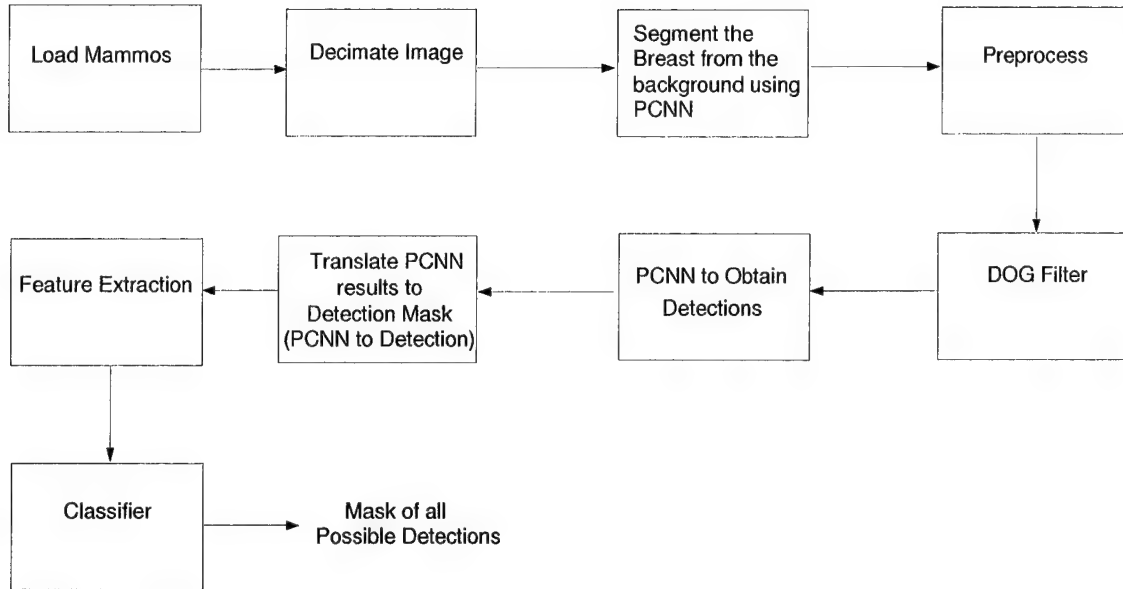 Load Mammos
Decimate Image
Segment the
Breast from the
background using
PCNN
Preprocess
DOG Filter
PCNN to Obtain
Detections
Translate PCNN
results to
Detection Mask
(PCNN to Detection)
Feature Extraction
Classifier
Mask of all
Possible Detections